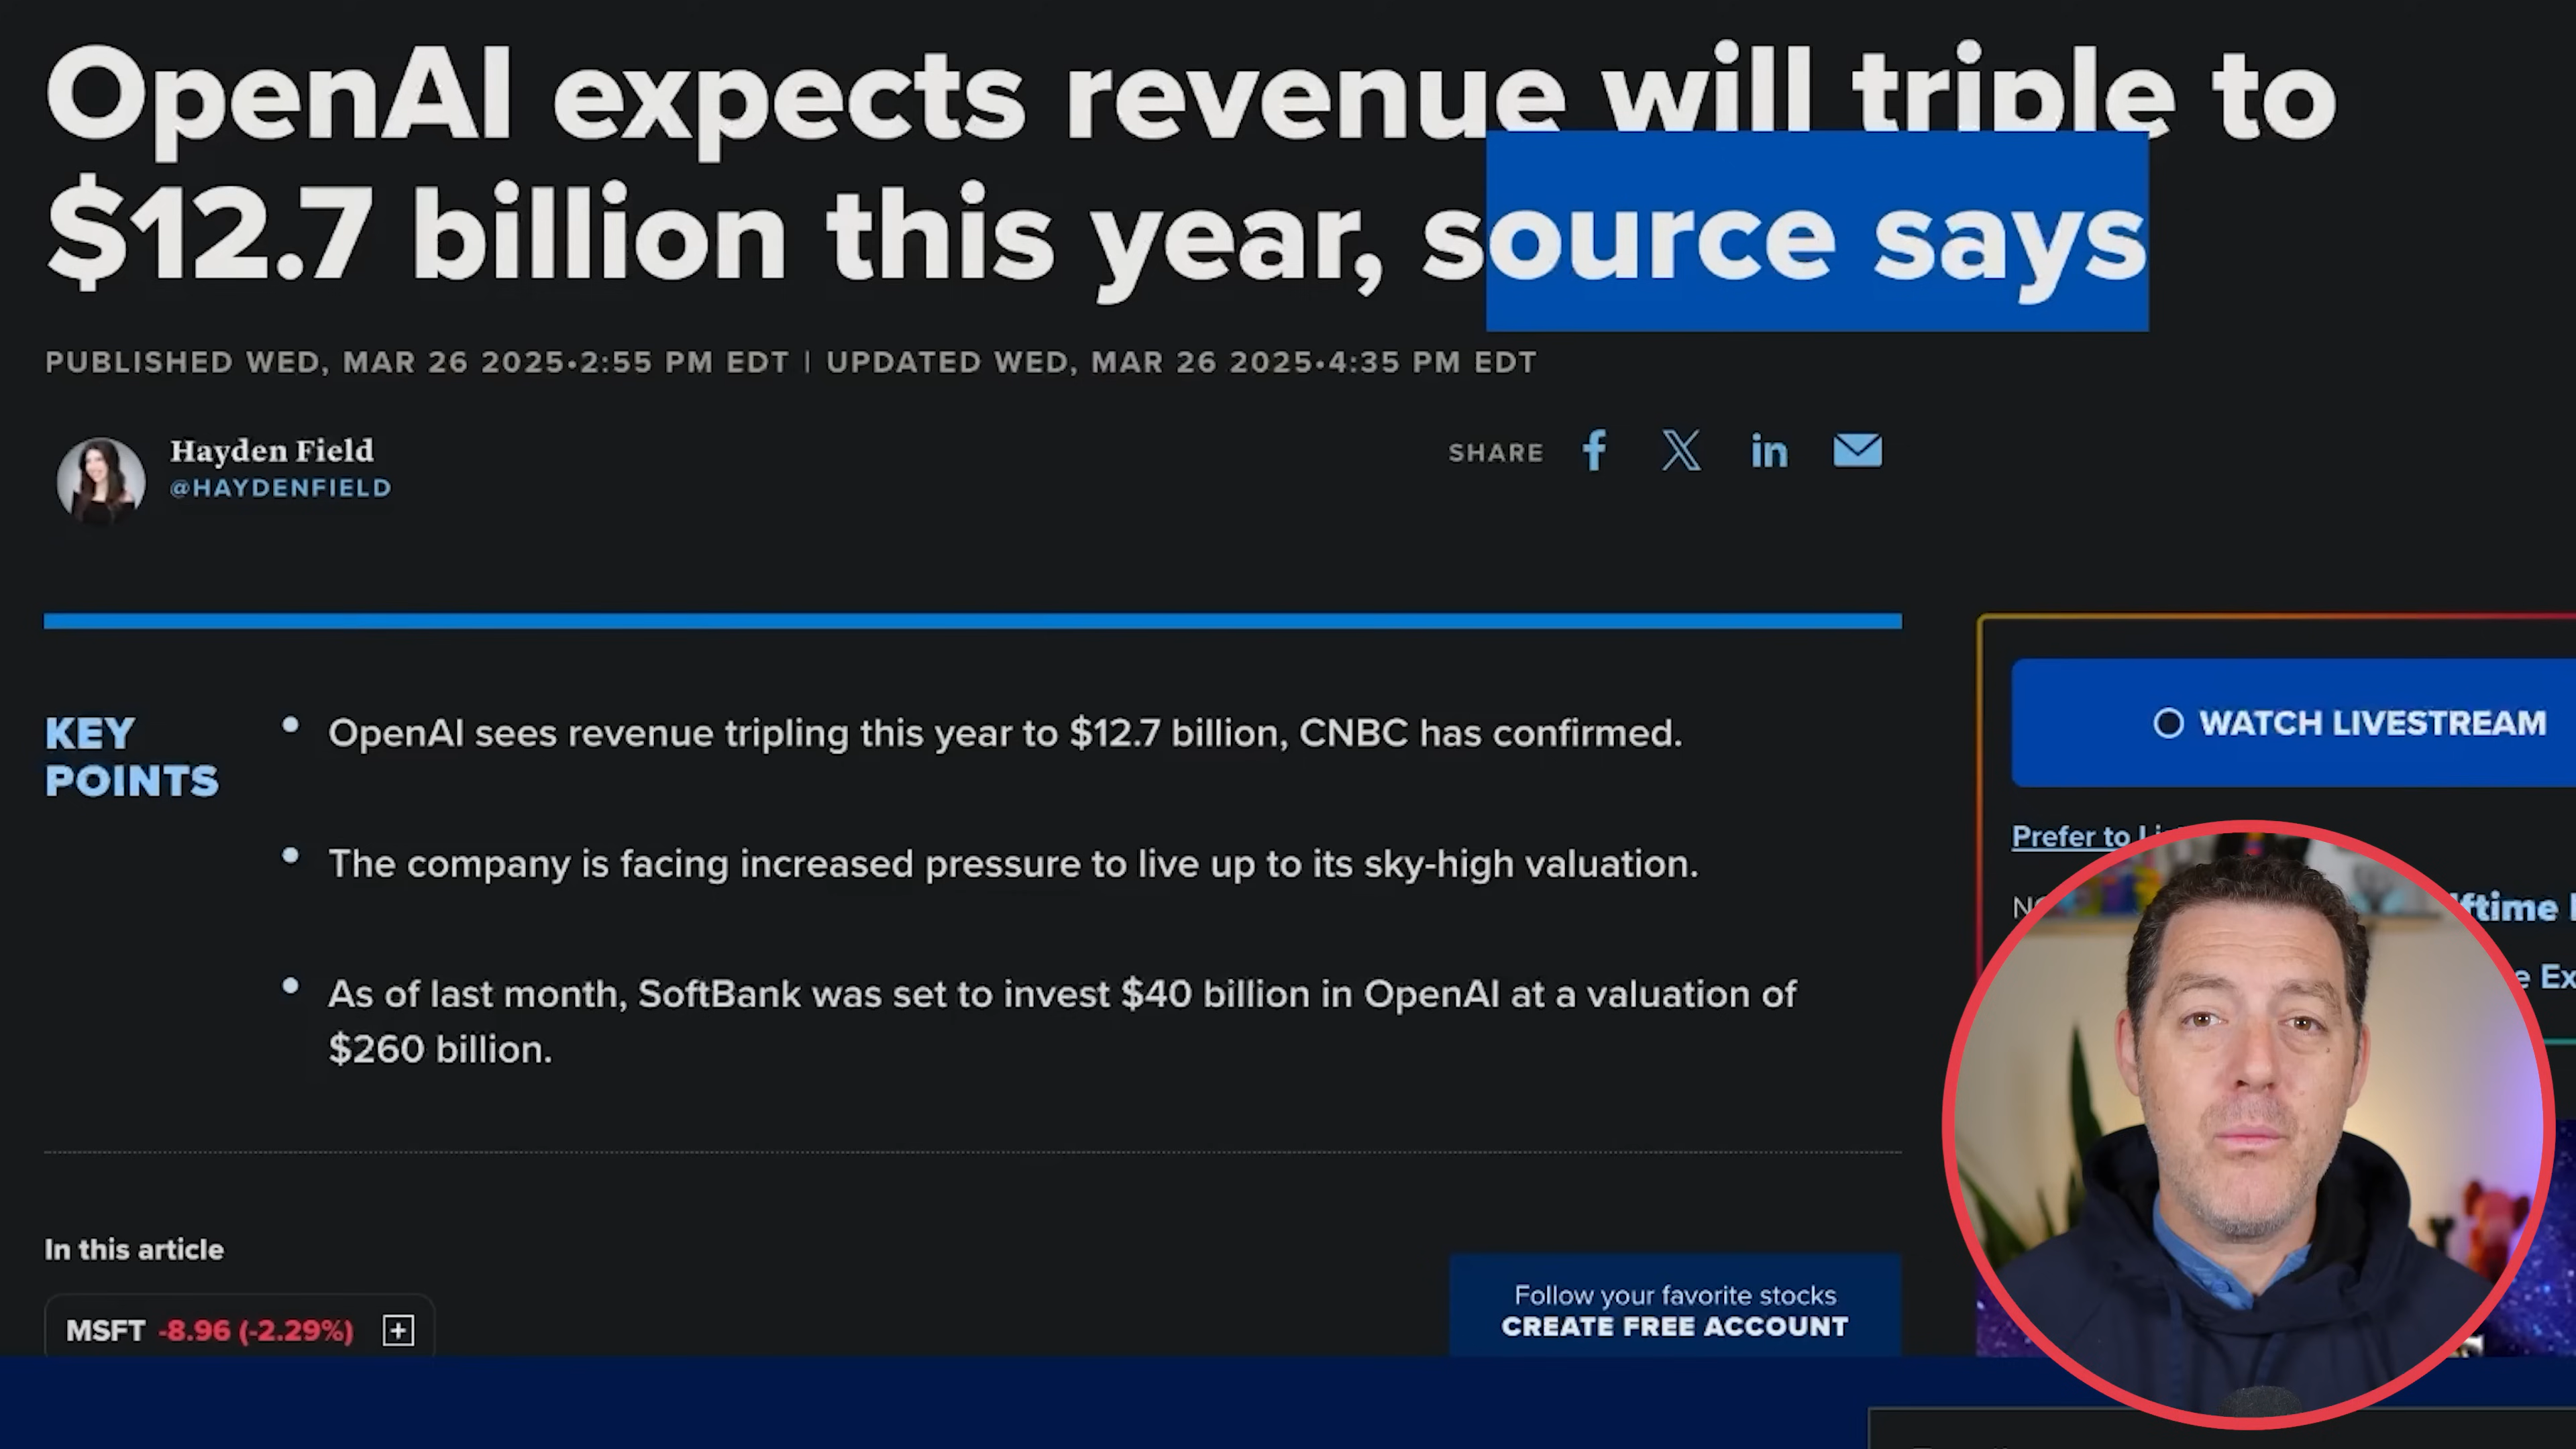 OpenAI expects revenue will triple to
$12.7 billion this year, source says
PUBLISHED WED, MAR 26 2025•2:55 PM EDT | UPDATED WED, MAR 26 2025•4:35 PM EDT
Hayden Field
@HAYDENFIELD
SHARE
KEY
POINTS
• OpenAI sees revenue tripling this year to $12.7 billion, CNBC has confirmed.
• The company is facing increased pressure to live up to its sky-high valuation.
• As of last month, SoftBank was set to invest $40 billion in OpenAI at a valuation of
$260 billion.
WATCH LIVESTREAM
Prefer to
In this article
MSFT -8.96 (-2.29%)
Follow your favorite stocks
CREATE FREE ACCOUNT